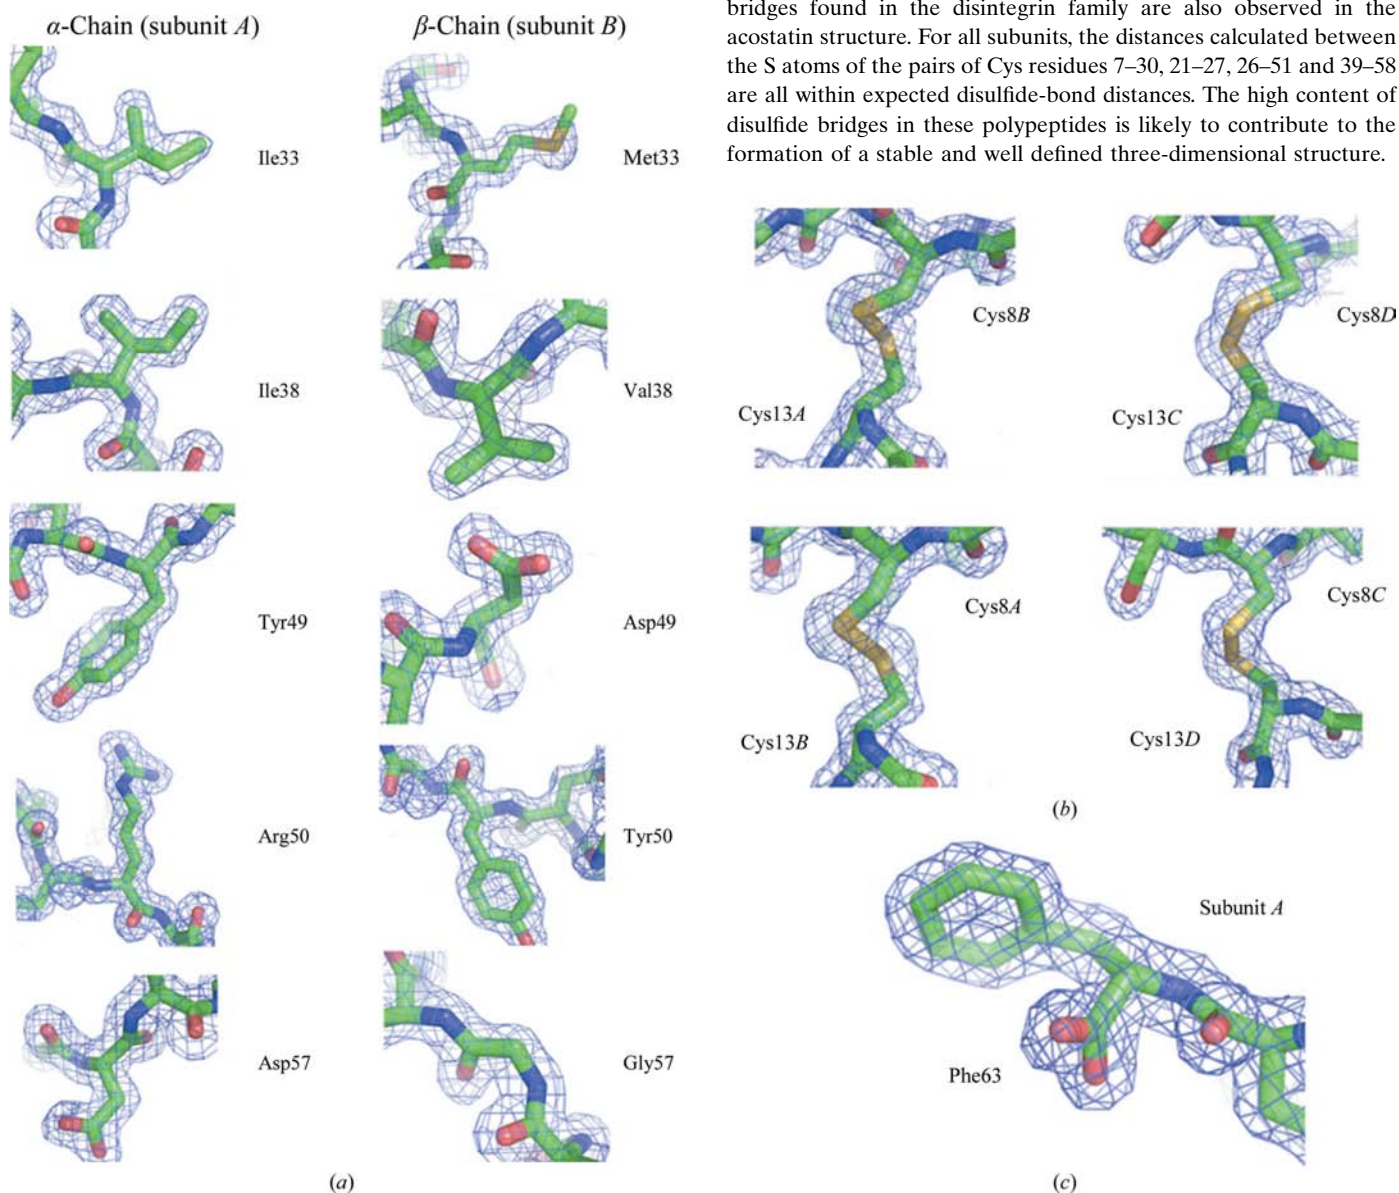 α-Chain (subunit A)
β-Chain (subunit B)
Ile33
Met33
Ile38
Val38
Tyr49
Asp49
Arg50
Tyr50
Asp57
Gly57
(a)
bridges found in the disintegrin family are also observed in the
acostatin structure. For all subunits, the distances calculated between
the S atoms of the pairs of Cys residues 7–30, 21–27, 26–51 and 39–58
are all within expected disulfide-bond distances. The high content of
disulfide bridges in these polypeptides is likely to contribute to the
formation of a stable and well defined three-dimensional structure.
Cys8B
Cys13A
Cys8D
Cys13C
Cys8A
Cys13B
Cys8C
Cys13D
(b)
Subunit A
Phe63
(c)